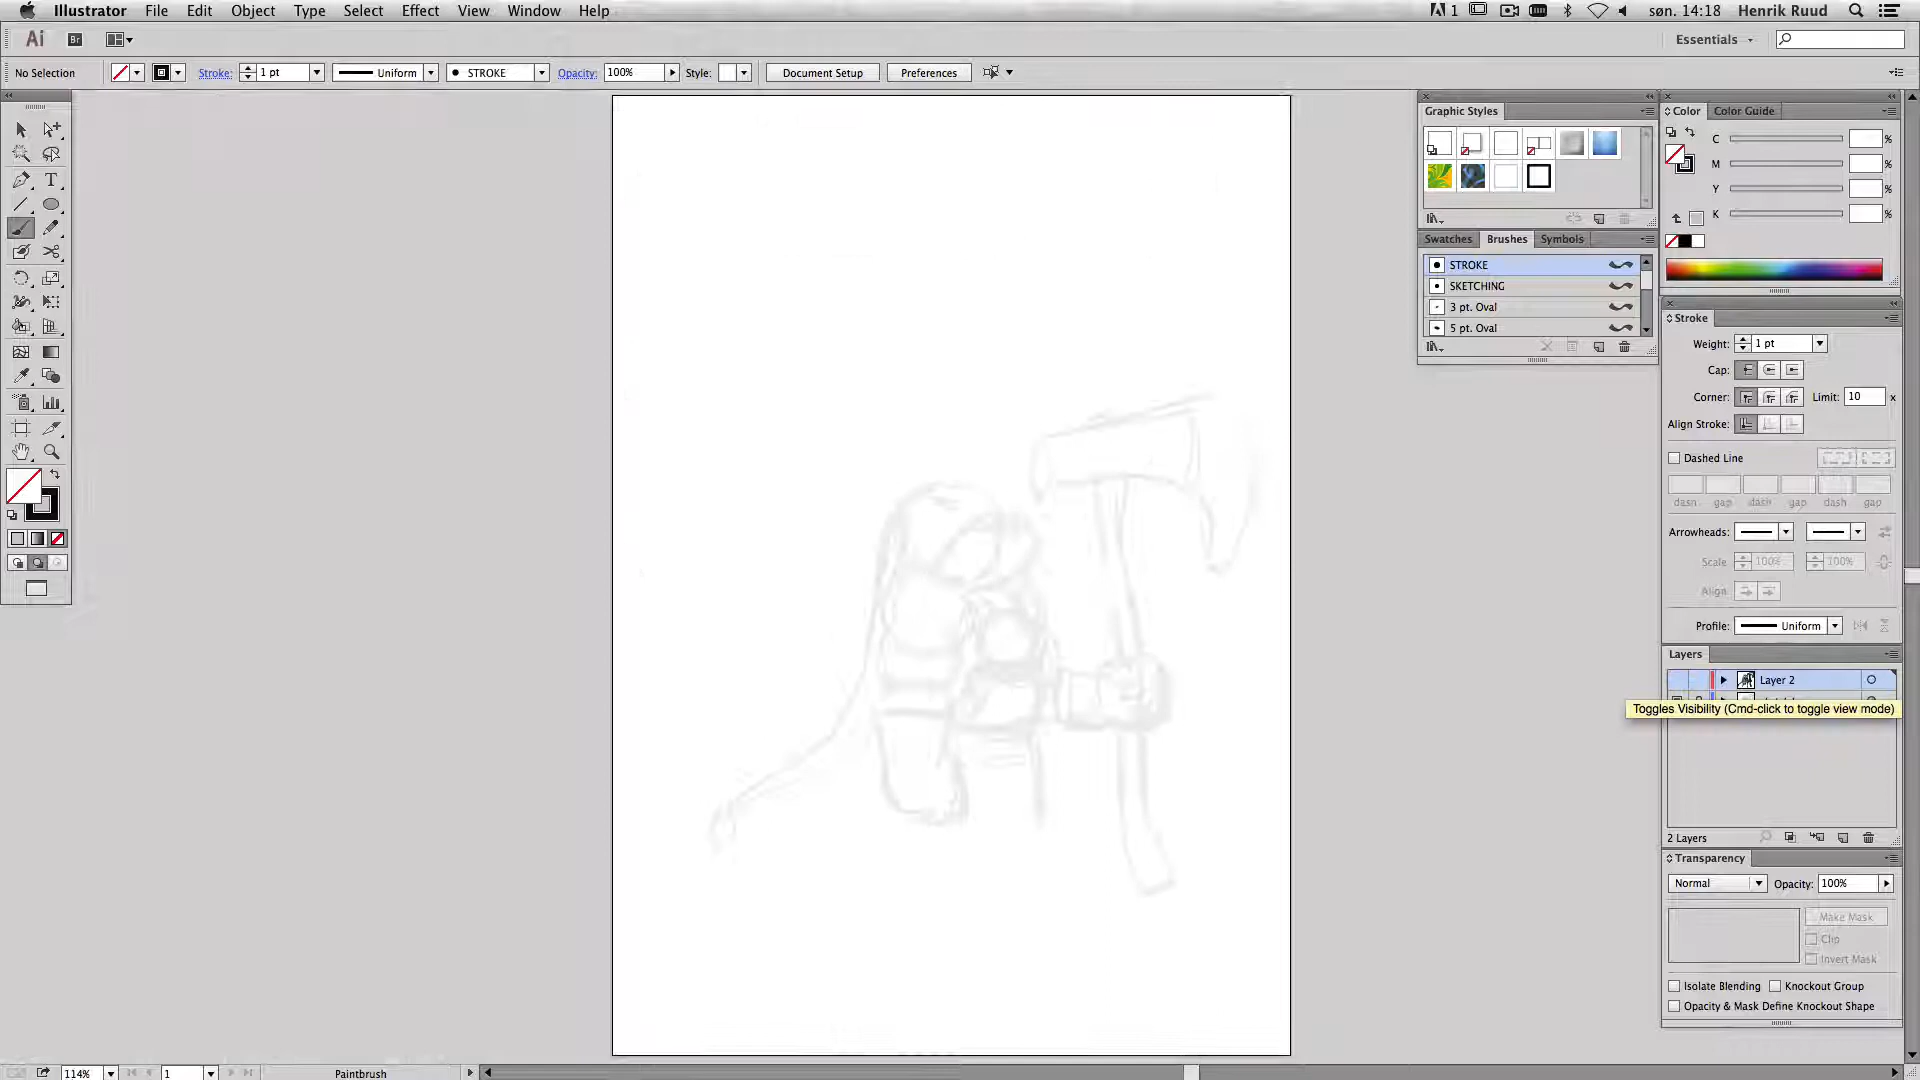 Illustrator File Edit Object Type Select Effect View Window Help 1 søn. 14:18 Henrik Ruud
Ai Br Essentials
No Selection Stroke: 1 pt Uniform STROKE Opacity: 100% Style: Document Setup Preferences
Graphic Styles
Swatches Brushes Symbols
STROKE
SKETCHING
3 pt. Oval
5 pt. Oval
Color Color Guide
C %
M %
Y %
K %
Stroke
Weight: 1 pt
Cap:
Corner: Limit: 10 x
Align Stroke:
Dashed Line
dash gap dash gap dash gap
Arrowheads:
Scale 100% 100%
Align:
Profile: Uniform
Layers
Layer 2
Toggles Visibility (Cmd-click to toggle view mode)
2 Layers
Transparency
Normal Opacity: 100%
Make Mask
Clip
Invert Mask
Isolate Blending Knockout Group
Opacity & Mask Define Knockout Shape
114% 1 Paintbrush